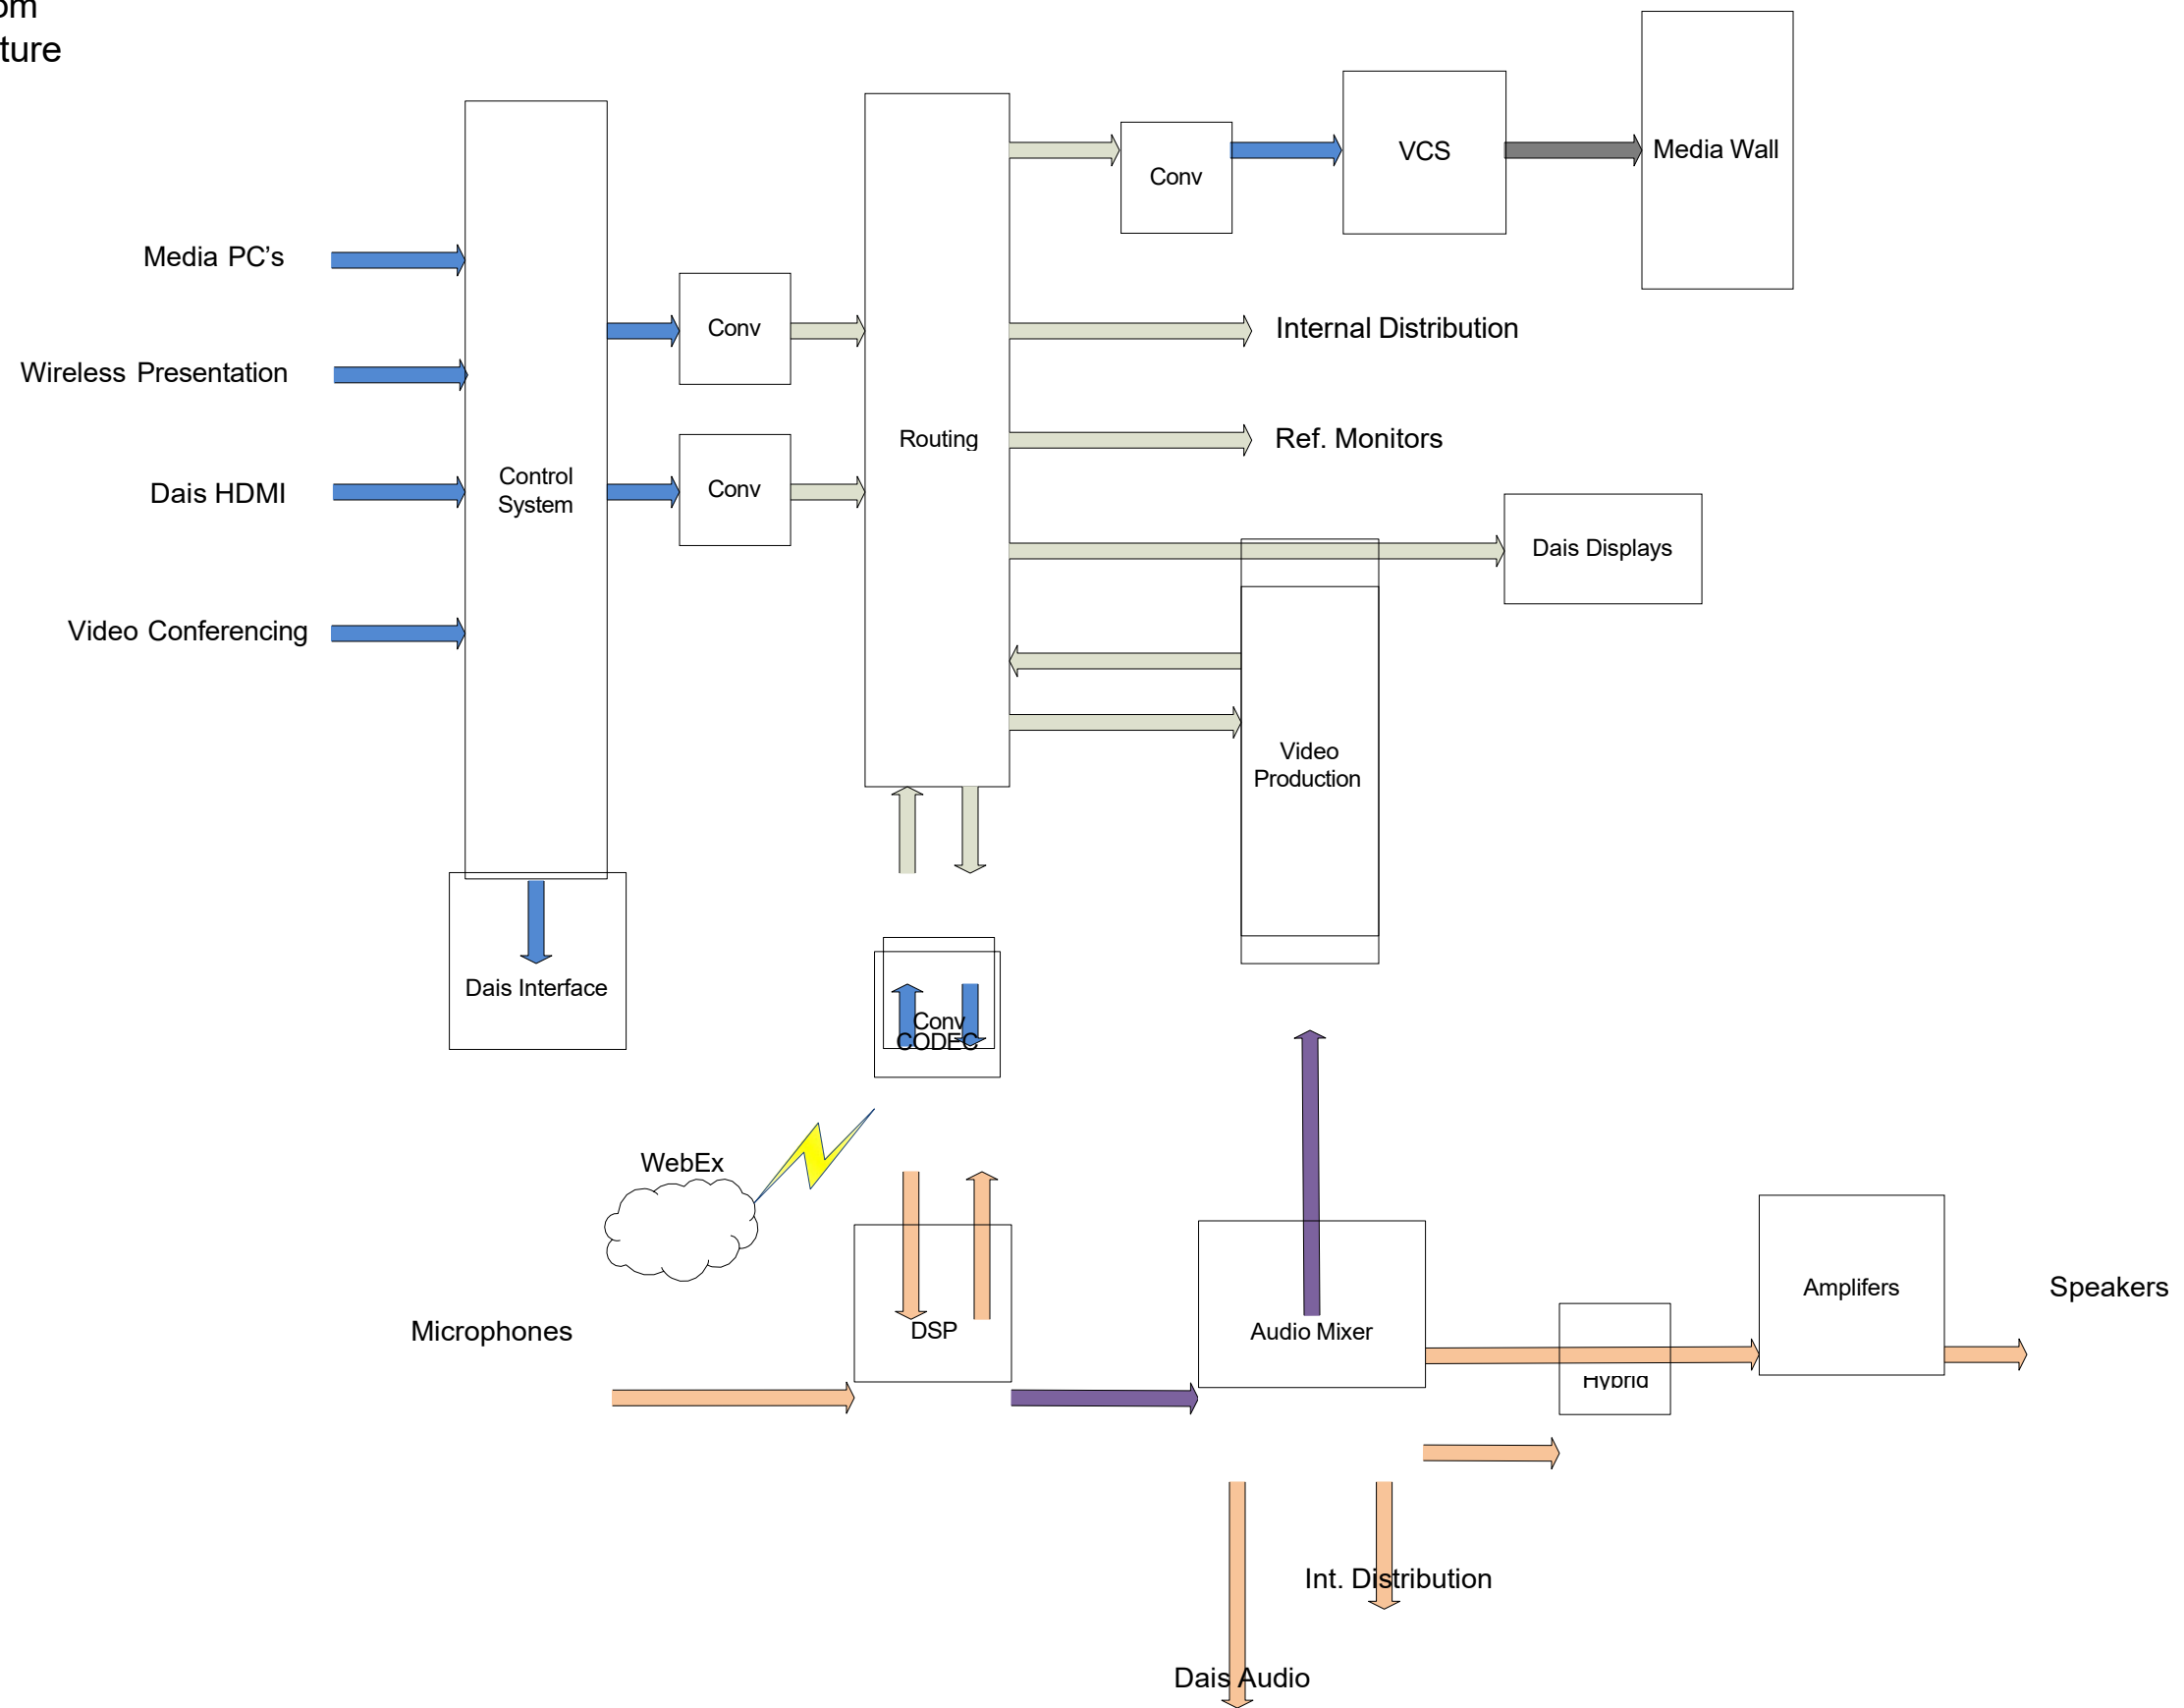 ture
VCS
Media Wall
Conv
Media PC's
Conv
Internal Distribution
Wireless Presentation
Routing
Ref. Monitors
Control
System
Dais HDMI
Conv
Dais Displays
Video Conferencing
Video
Production
Dais Interface
Conv
CODEC
WebEx
Microphones
DSP
Audio Mixer
Amplifers
Speakers
Hybrid
Int. Distribution
Dais Audio